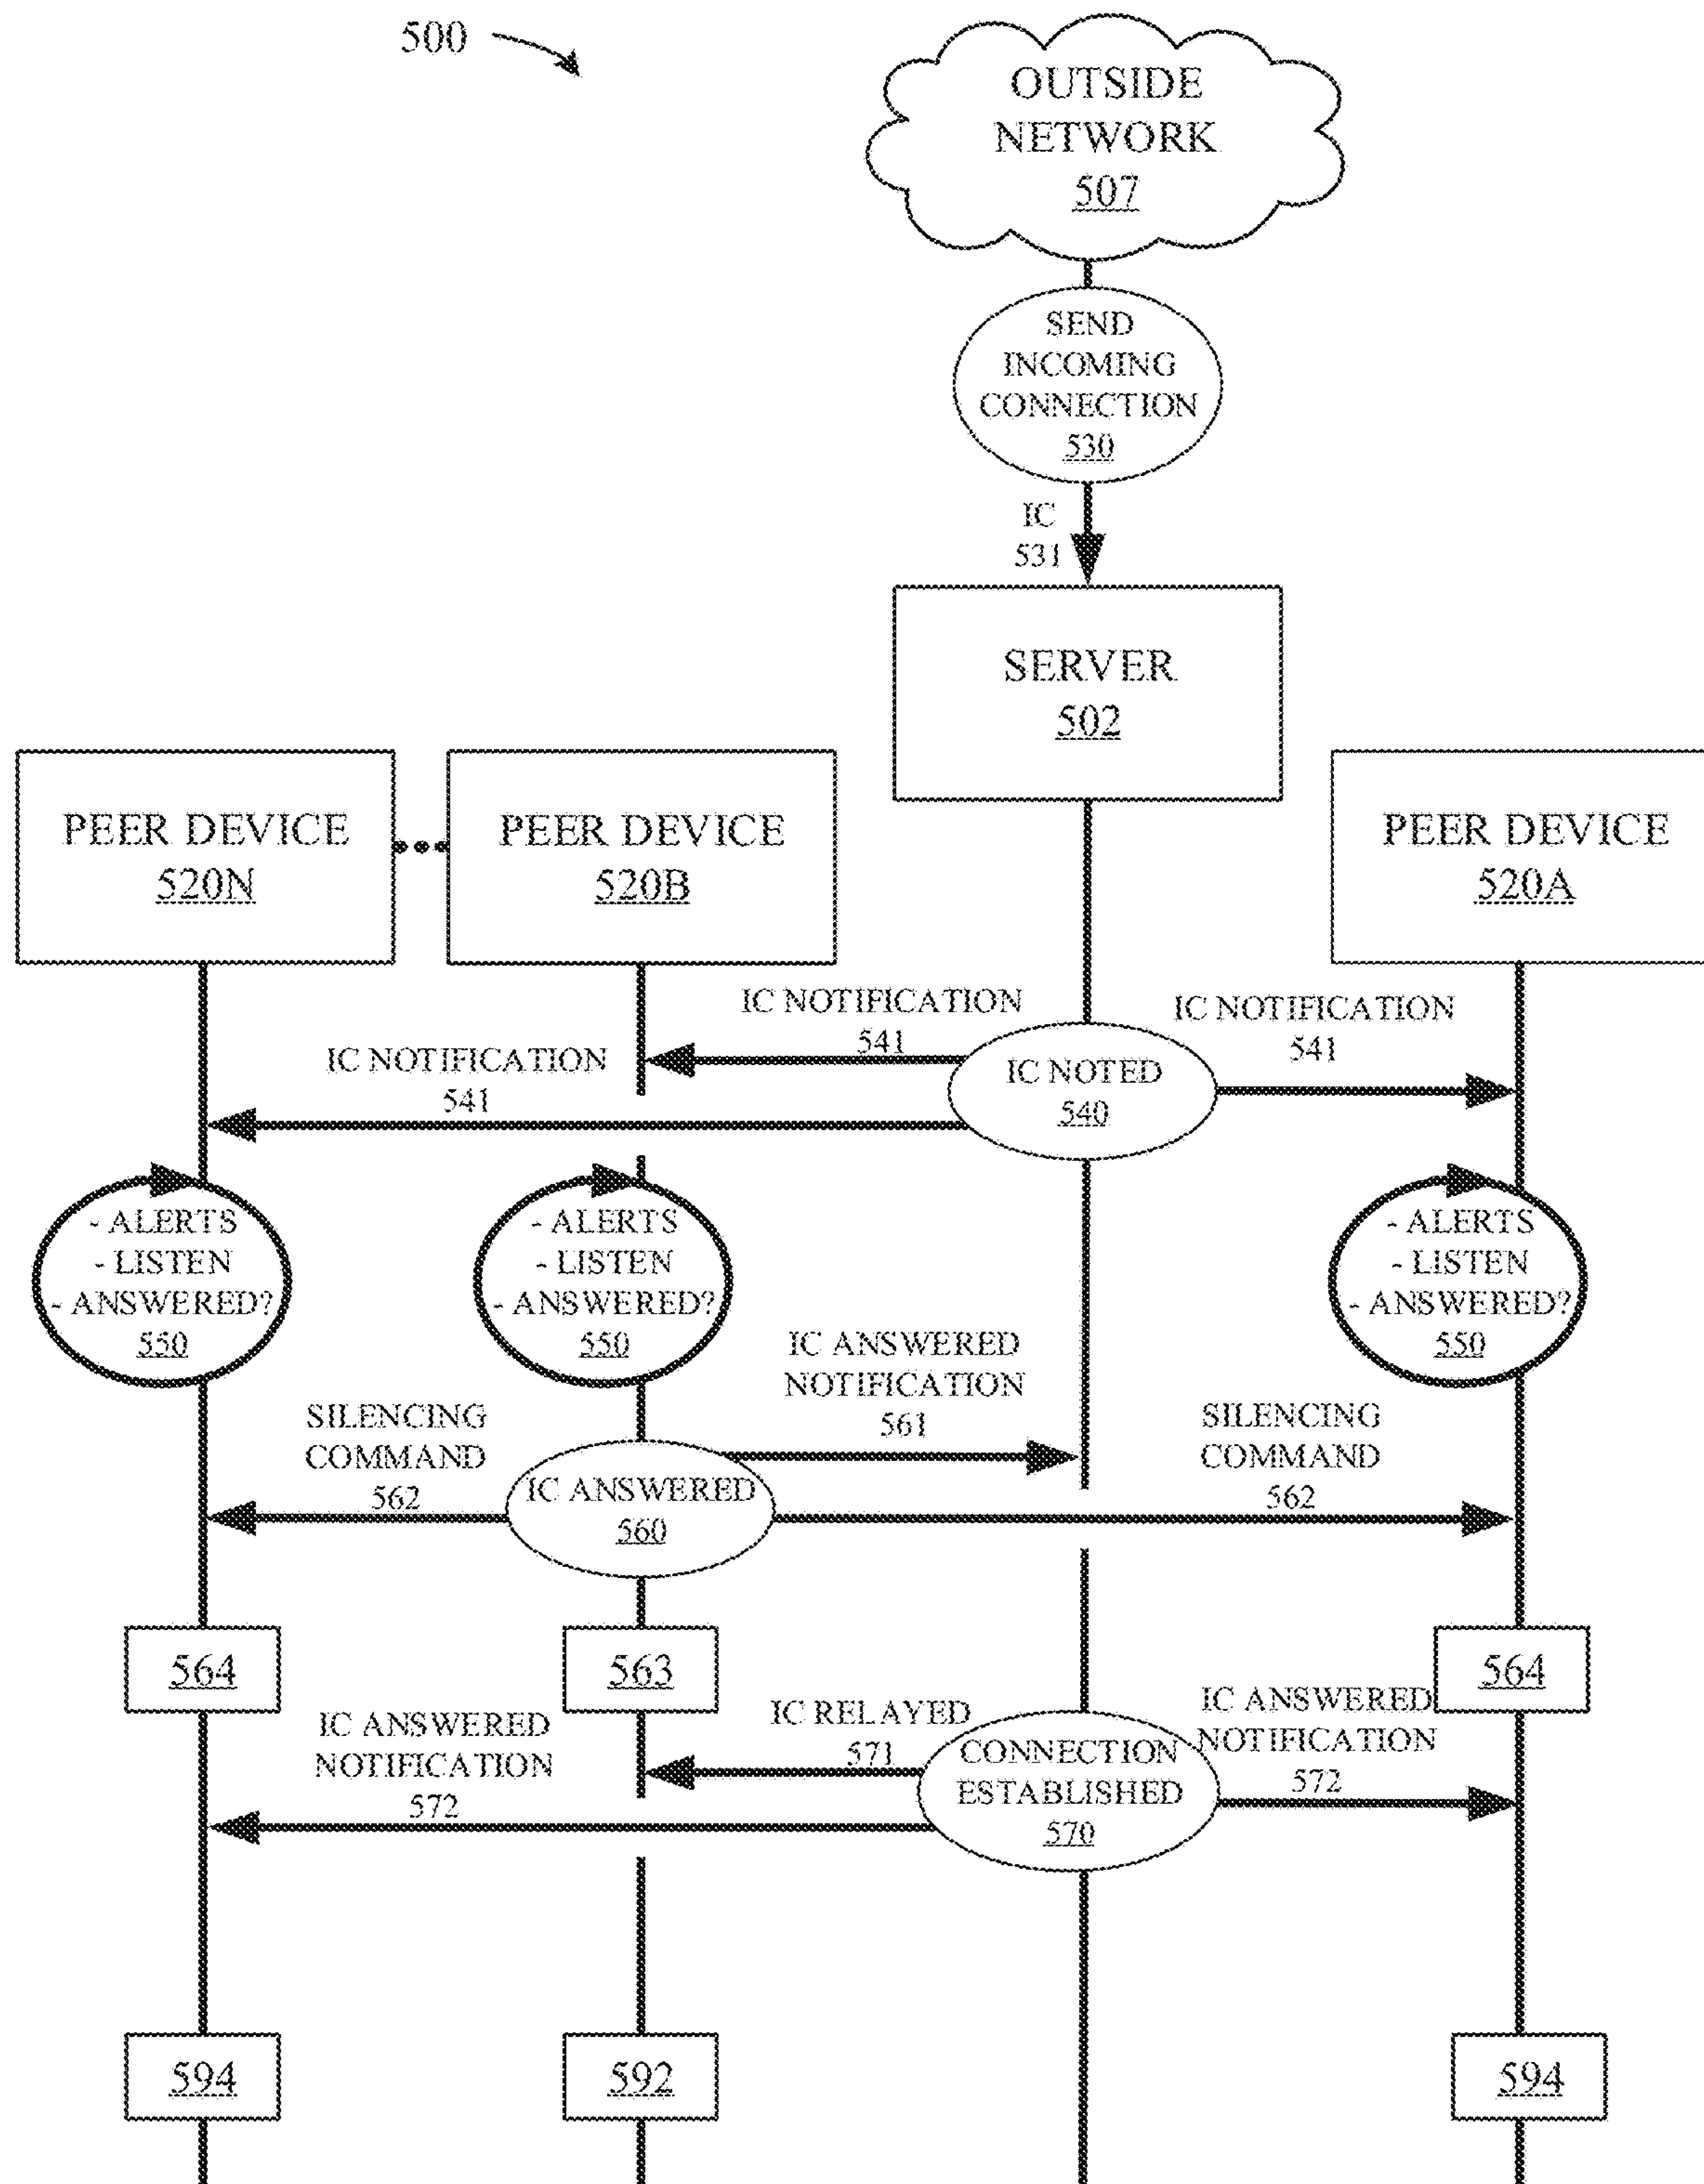 500
OUTSIDE
NETWORK
507
SEND
INCOMING
CONNECTION
530
IC
531
SERVER
502
PEER DEVICE
520N
PEER DEVICE
520B
PEER DEVICE
520A
IC NOTIFICATION
541
IC NOTIFICATION
541
IC NOTIFICATION
541
IC NOTED
540
- ALERTS
- LISTEN
- ANSWERED?
550
- ALERTS
- LISTEN
- ANSWERED?
550
- ALERTS
- LISTEN
- ANSWERED?
550
IC ANSWERED
NOTIFICATION
561
SILENCING
COMMAND
562
SILENCING
COMMAND
562
IC ANSWERED
560
564
563
564
IC ANSWERED
NOTIFICATION
572
IC RELAYED
571
IC ANSWERED
NOTIFICATION
572
CONNECTION
ESTABLISHED
570
594
592
594